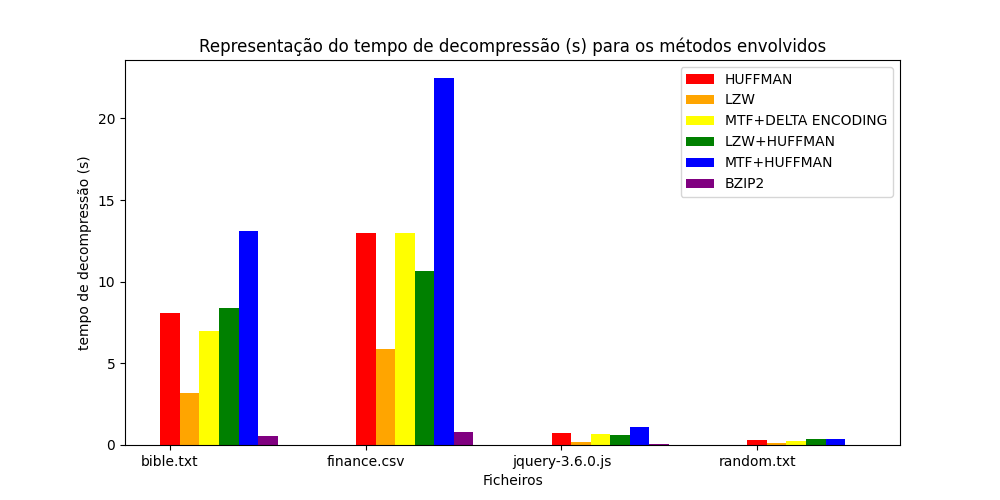 Representação do tempo de decompressão (s) para os métodos envolvidos
HUFFMAN
LZW
MTF+DELTA ENCODING
LZW+HUFFMAN
MTF+HUFFMAN
BZIP2
tempo de decompressão (s)
20
15
10
5
0
bible.txt
finance.csv
jquery-3.6.0.js
random.txt
Ficheiros